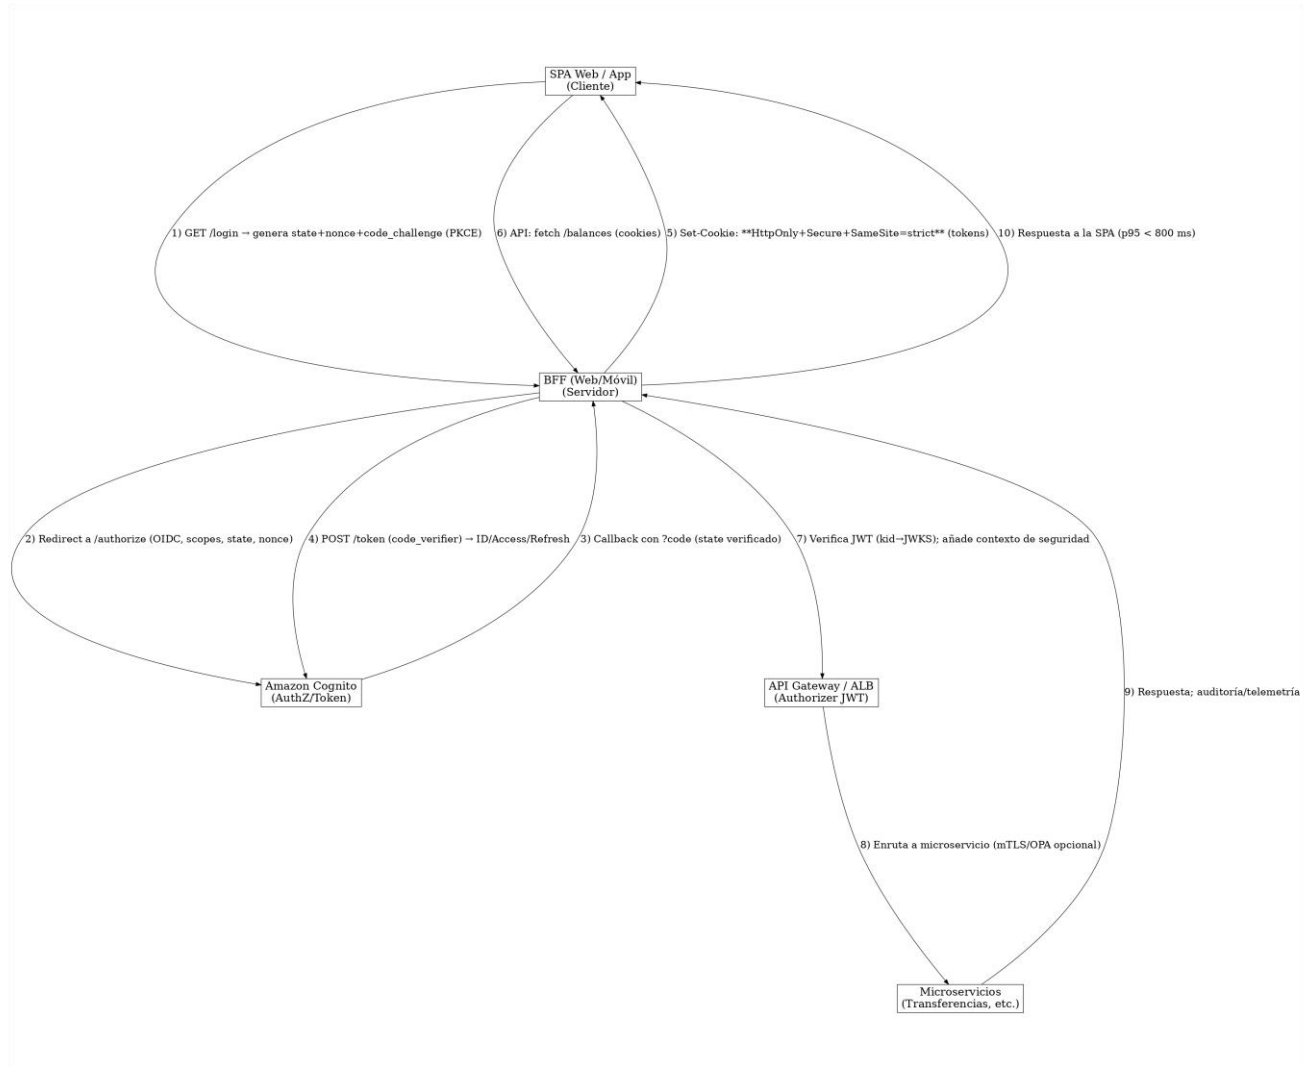 SPA Web / App
(Cliente)
1) GET /login → genera state+nonce+code_challenge (PKCE)
6) API: fetch /balances (cookies)
5) Set-Cookie: **HttpOnly+Secure+SameSite=strict** (tokens)
10) Respuesta a la SPA (p95 < 800 ms)
BFF (Web/Móvil)
(Servidor)
2) Redirect a /authorize (OIDC, scopes, state, nonce)
4) POST /token (code_verifier) → ID/Access/Refresh
3) Callback con ?code (state verificado)
7) Verifica JWT (kid→JWKS); añade contexto de seguridad
Amazon Cognito
(AuthZ/Token)
API Gateway / ALB
(Authorizer JWT)
9) Respuesta; auditoría/telemetría
8) Enruta a microservicio (mTLS/OPA opcional)
Microservicios
(Transferencias, etc.)